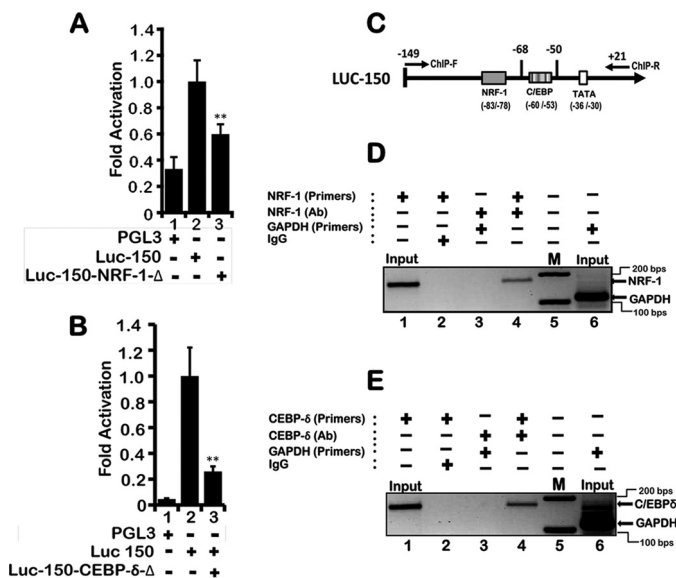 A
Fold Activation
1.4
1.2
1.0
0.8
0.6
0.4
0.2
0
**
1 2 3
PGL3 + - -
Luc-150 - + -
Luc-150-NRF-1-Δ - - +
B
Fold Activation
1.4
1.2
1.0
0.8
0.6
0.4
0.2
0
**
1 2 3
PGL3 + - -
Luc 150 - + +
Luc-150-CEBP-δ-Δ - - +
C
-149 -68 -50 +21
ChIP-F ChIP-R
LUC-150
NRF-1 C/EBP TATA
(-83/-78) (-60 /-53) (-36 /-30)
D
NRF-1 (Primers) + + - + - -
NRF-1 (Ab) - - + + - -
GAPDH (Primers) - - + - - +
IgG - + - - - -
Input M Input
200 bps
NRF-1
GAPDH
100 bps
1 2 3 4 5 6
E
CEBP-δ (Primers) + + - + - -
CEBP-δ (Ab) - - + + - -
GAPDH (Primers) - - + - - +
IgG - + - - - -
Input M Input
200 bps
C/EBPδ
GAPDH
100 bps
1 2 3 4 5 6